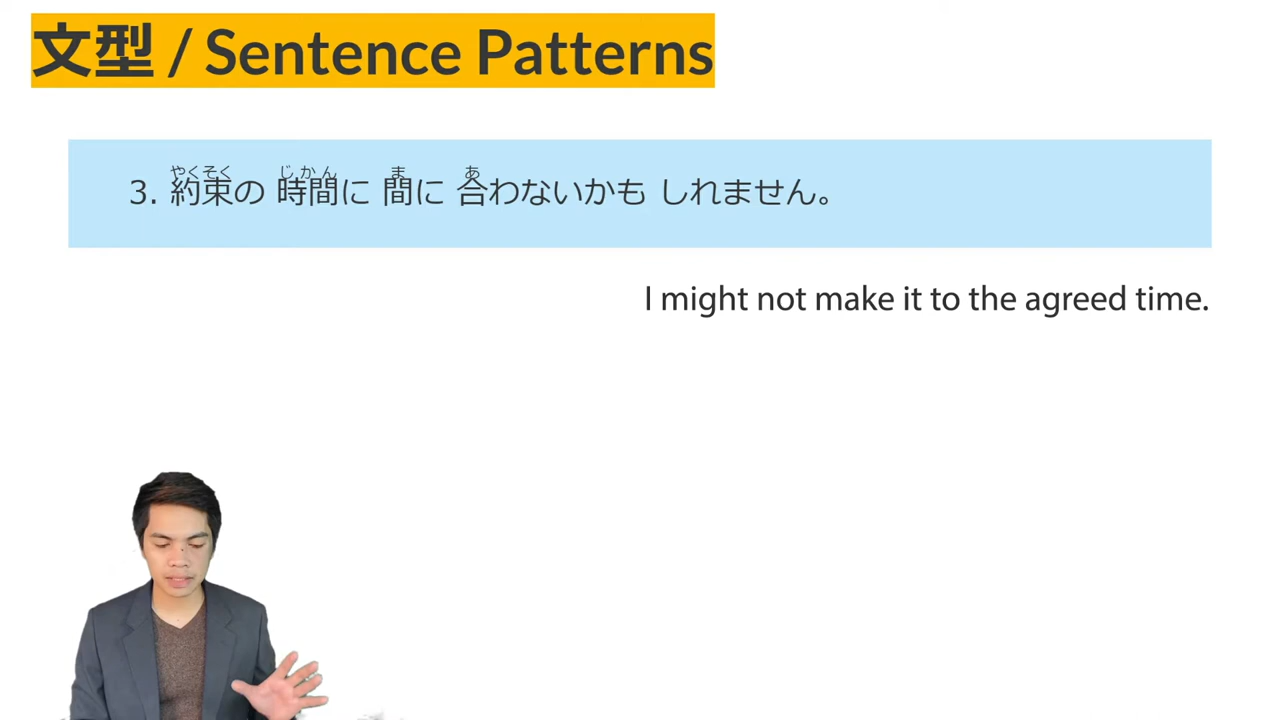 文型 / Sentence Patterns
やくそく じかん ま あ
3. 約束の 時間に 間に 合わないかも しれません。
I might not make it to the agreed time.